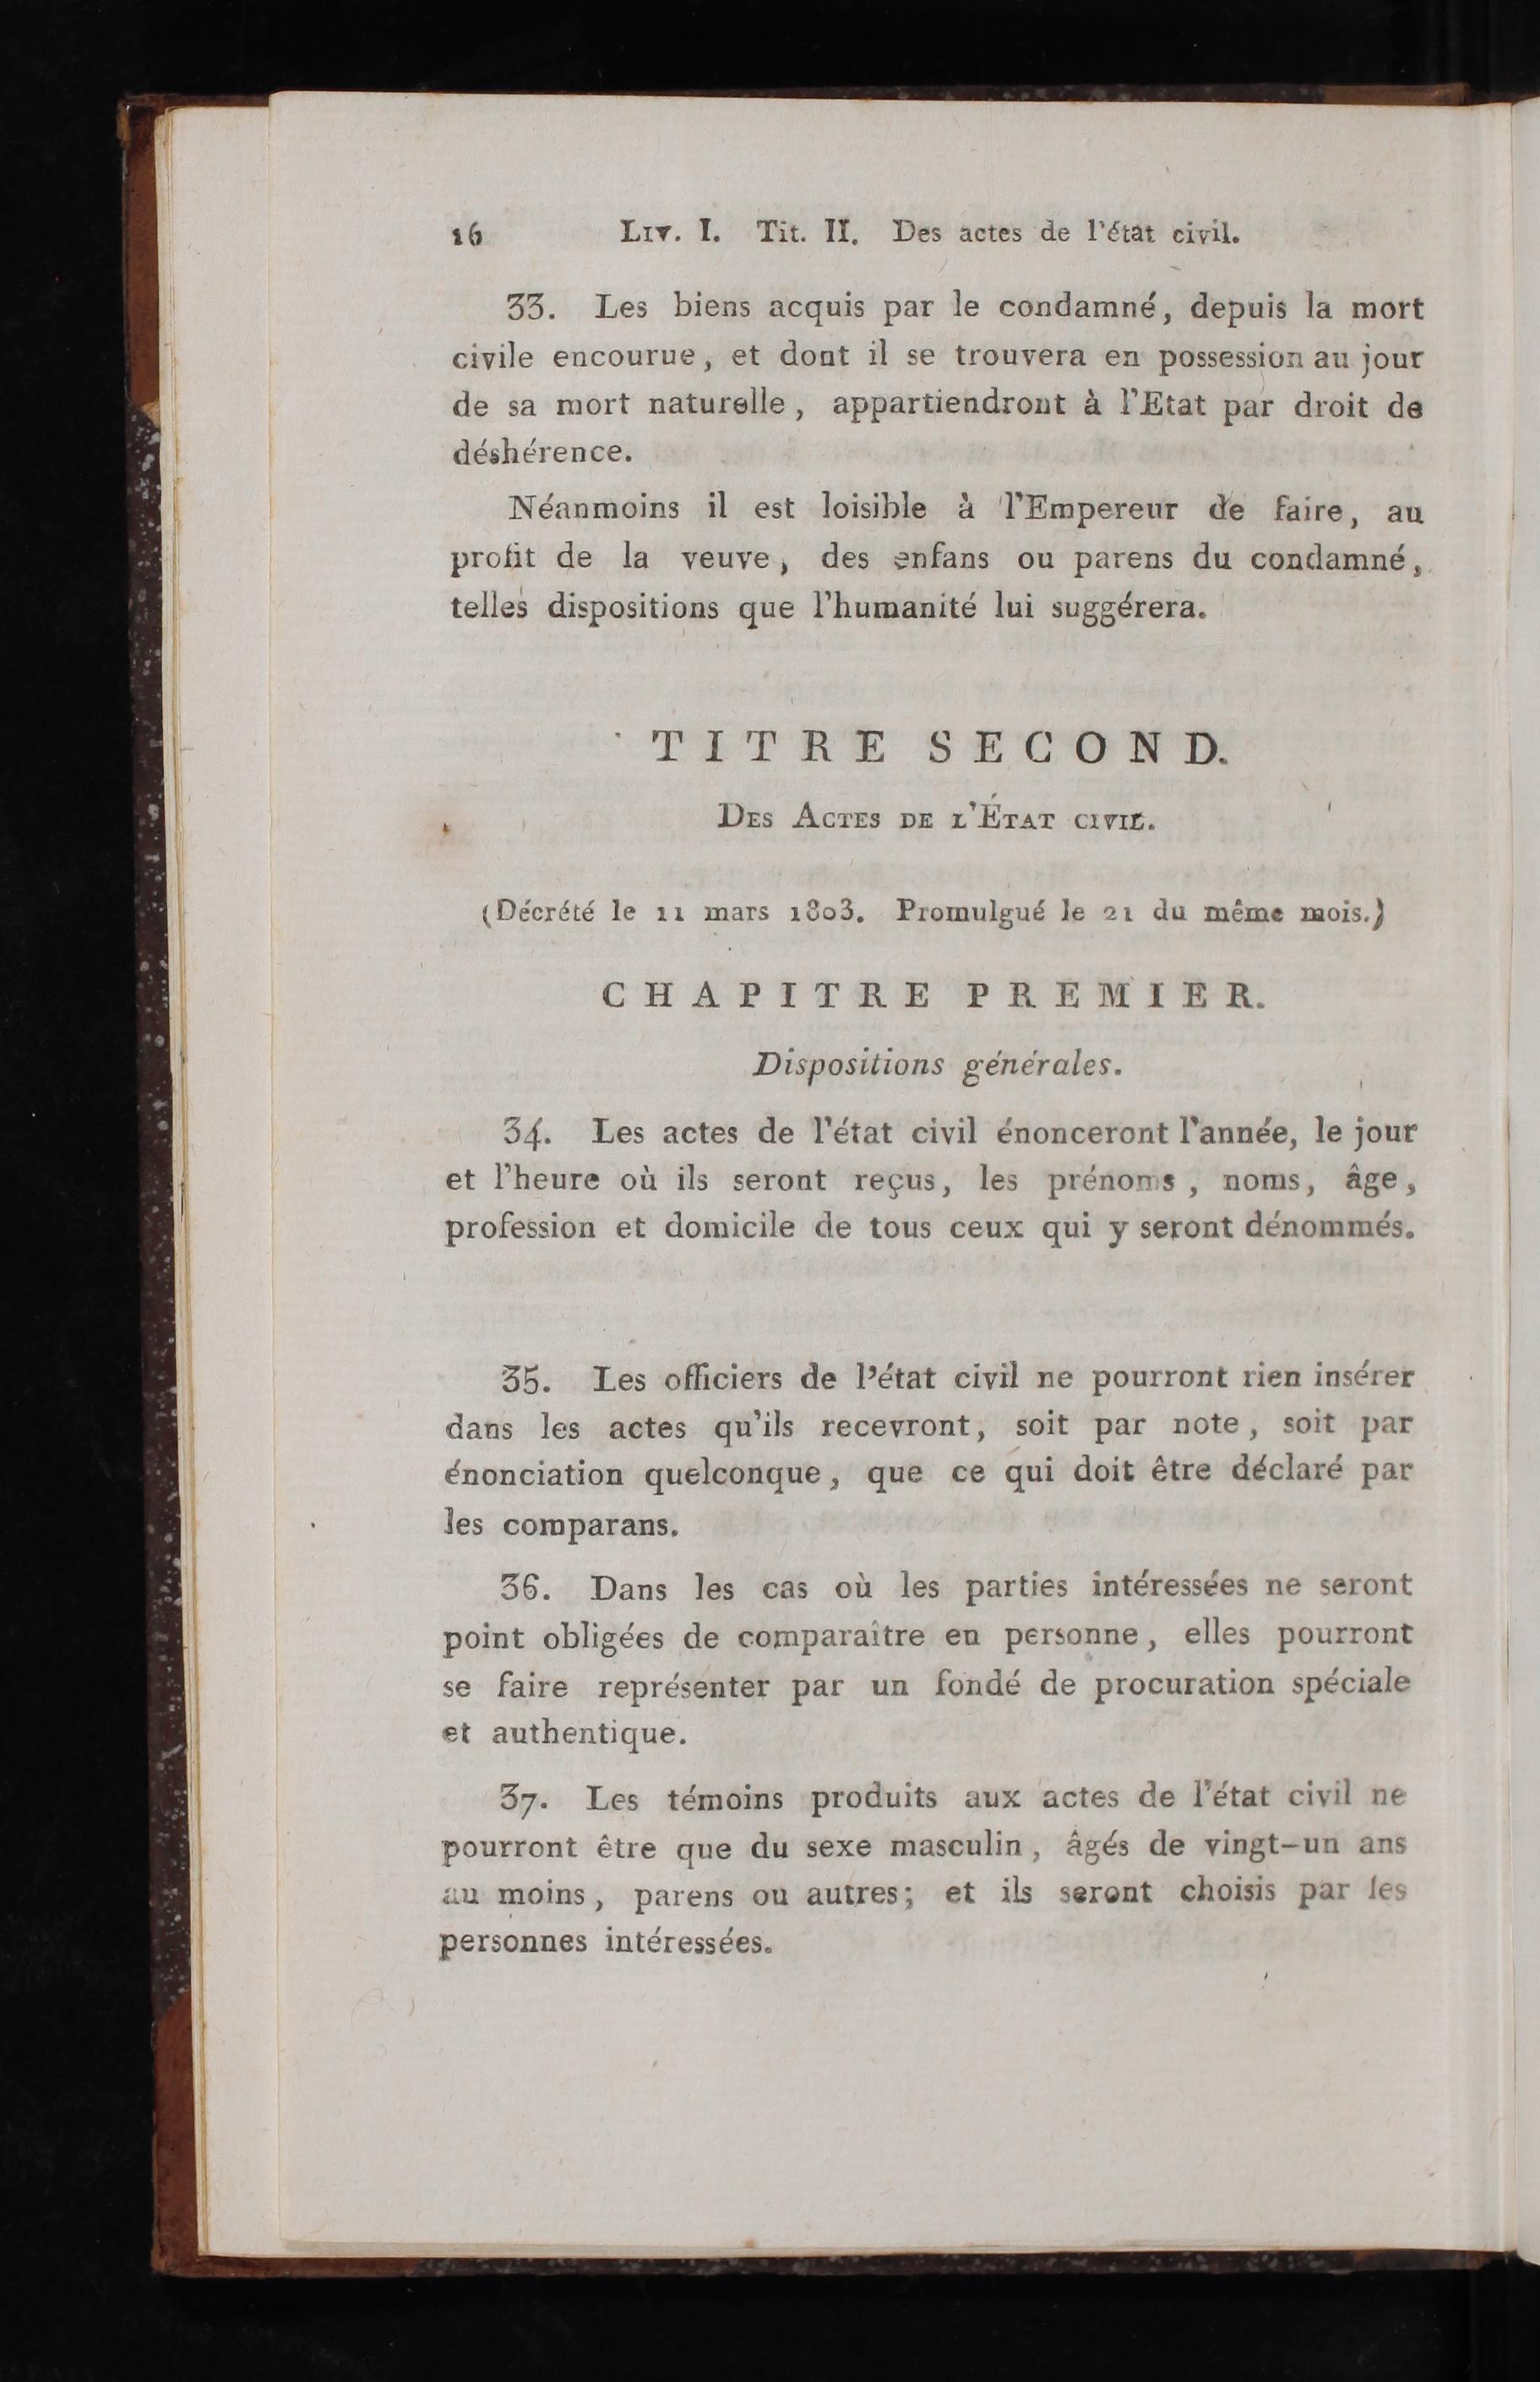 16 Liv. I. Tit. II. Des actes de l'état civil.
33. Les biens acquis par le condamné, depuis la mort
civile encourue, et dont il se trouvera en possession au jour
de sa mort naturelle, appartiendront à l'Etat par droit de
déshérence.
Néanmoins il est loisible à l'Empereur de faire, au
profit de la veuve, des enfans ou parens du condamné,
telles dispositions que l'humanité lui suggérera.
TITRE SECOND.
Des Actes de l'État civil.
(Décrété le 11 mars 1803. Promulgué le 21 du même mois.)
CHAPITRE PREMIER.
Dispositions générales.
34. Les actes de l'état civil énonceront l'année, le jour
et l'heure où ils seront reçus, les prénoms, noms, âge,
profession et domicile de tous ceux qui y seront dénommés.
35. Les officiers de l'état civil ne pourront rien insérer
dans les actes qu'ils recevront, soit par note, soit par
énonciation quelconque, que ce qui doit être déclaré par
les comparans.
36. Dans les cas où les parties intéressées ne seront
point obligées de comparaître en personne, elles pourront
se faire représenter par un fondé de procuration spéciale
et authentique.
37. Les témoins produits aux actes de l'état civil ne
pourront être que du sexe masculin, âgés de vingt-un ans
au moins, parens ou autres; et ils seront choisis par les
personnes intéressées.